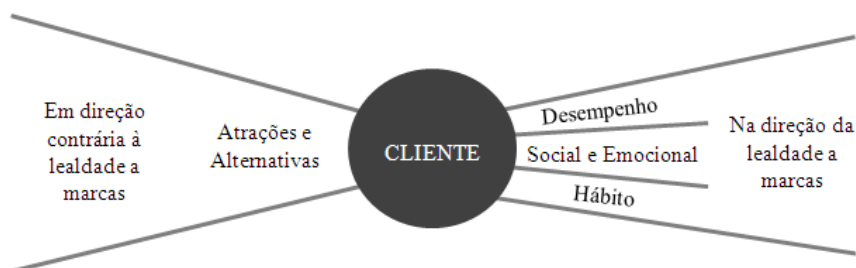 Em direção
contrária à
lealdade a
marcas
Atrações e
Alternativas
CLIENTE
Desempenho
Social e Emocional
Hábito
Na direção da
lealdade a
marcas